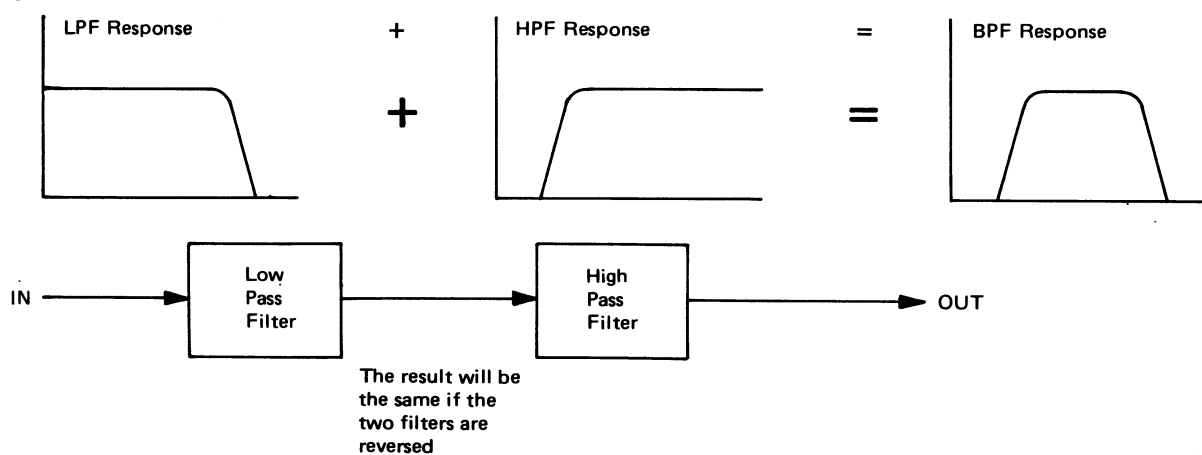 LPF Response + HPF Response = BPF Response
+ =
IN
Low
Pass
Filter
High
Pass
Filter
OUT
The result will be
the same if the
two filters are
reversed